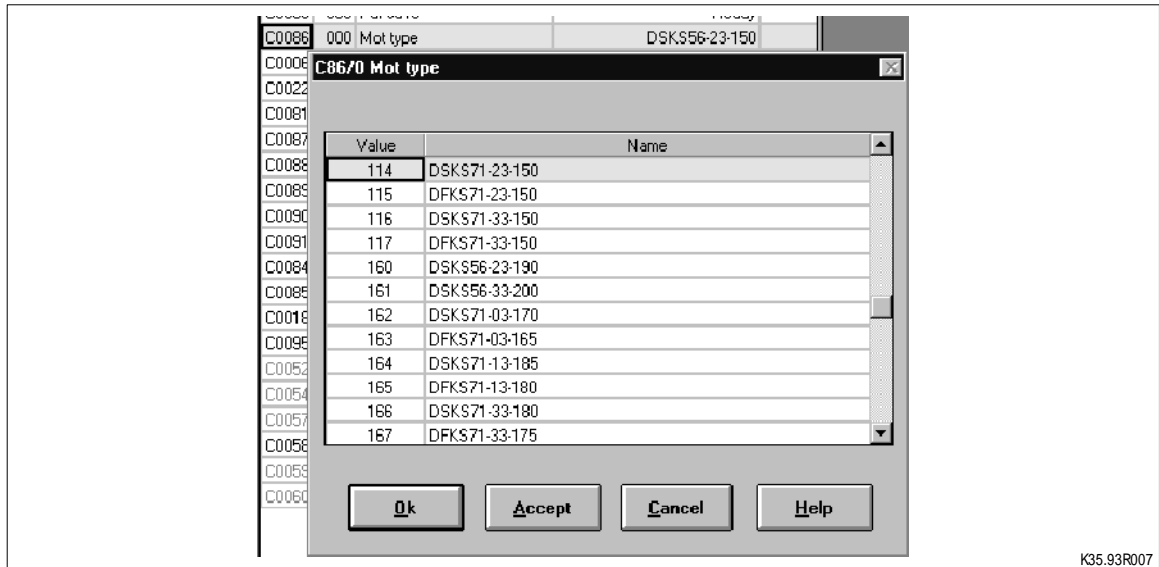 C0086 000 Mot type DSKS56-23-150
C86/0 Mot type
C0022
C0081
C0087
C0088
C0090
C0091
C0084
C0085
C0018
C0095
C0052
C0054
C0057
C0058
C0059
C0060
Value Name
114 DSKS71-23-150
115 DFKS71-23-150
116 DSKS71-33-150
117 DFKS71-33-150
160 DSKS56-23-190
161 DSKS56-33-200
162 DSKS71-03-170
163 DFKS71-03-165
164 DSKS71-13-185
165 DFKS71-13-180
166 DSKS71-33-180
167 DFKS71-33-175
Ok Accept Cancel Help
K35.93R007